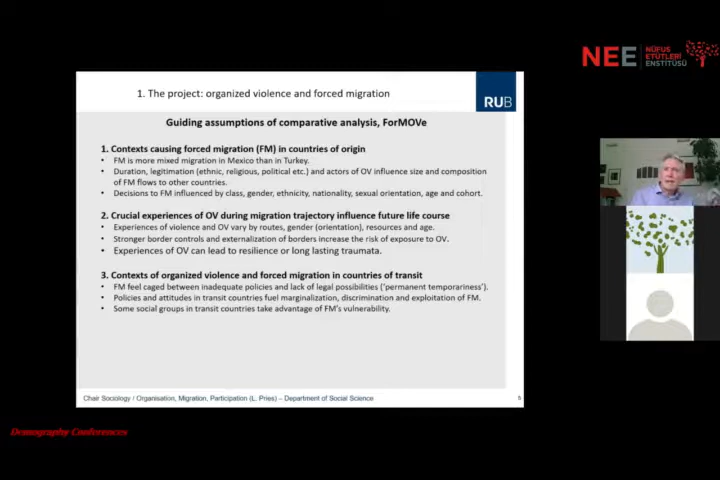 NEE NÜFUS
ETÜTLERİ
ENSTİTÜSÜ
1. The project: organized violence and forced migration
RUB
Guiding assumptions of comparative analysis, ForMOVe
1. Contexts causing forced migration (FM) in countries of origin
• FM is more mixed migration in Mexico than in Turkey.
• Duration, legitimation (ethnic, religious, political etc.) and actors of OV influence size and composition
of FM flows to other countries.
• Decisions to FM influenced by class, gender, ethnicity, nationality, sexual orientation, age and cohort.
2. Crucial experiences of OV during migration trajectory influence future life course
• Experiences of violence and OV vary by routes, gender (orientation), resources and age.
• Stronger border controls and externalization of borders increase the risk of exposure to OV.
• Experiences of OV can lead to resilience or long lasting traumata.
3. Contexts of organized violence and forced migration in countries of transit
• FM feel caged between inadequate policies and lack of legal possibilities ('permanent temporariness').
• Policies and attitudes in transit countries fuel marginalization, discrimination and exploitation of FM.
• Some social groups in transit countries take advantage of FM's vulnerability.
Chair Sociology / Organisation, Migration, Participation (L. Pries) – Department of Social Science
Demography Conferences